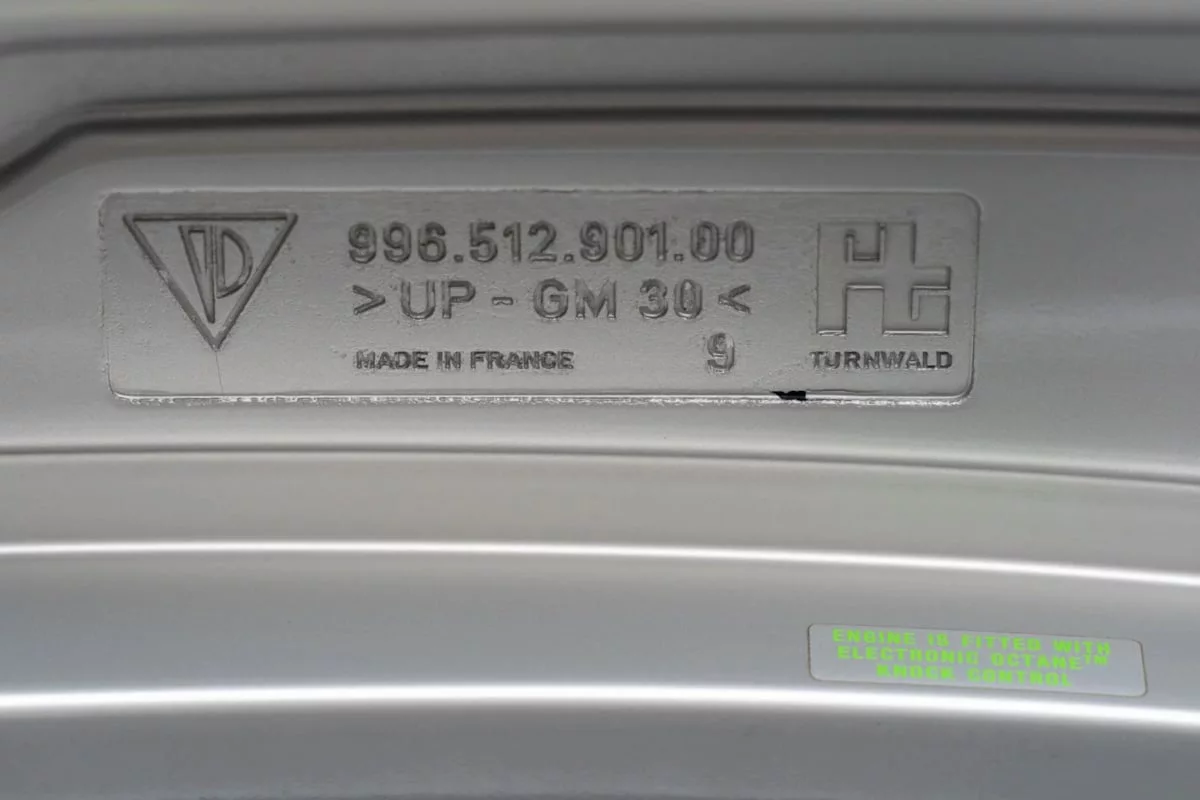 996.512.901.00
>UP - GM 30<
9
MADE IN FRANCE
TURNWALD
ENGINE IS FITTED WITH
ELECTRONIC OCTANE™
KNOCK CONTROL